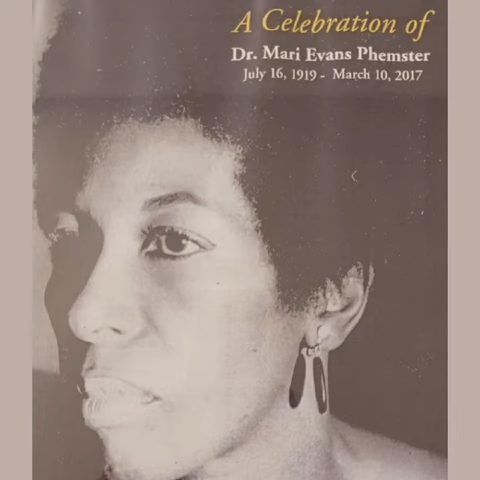 A Celebration of
Dr. Mari Evans Phemster
July 16, 1919 - March 10, 2017